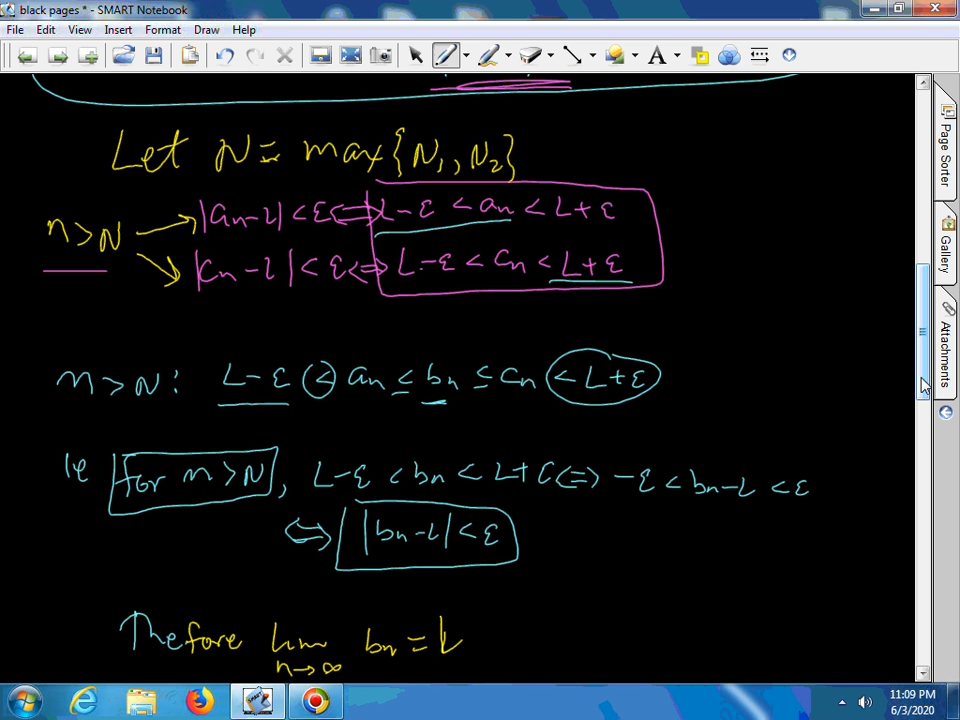 black pages * - SMART Notebook
File Edit View Insert Format Draw Help
Let N = max{N₁, N₂}
n > N
|an - L| < ε ⟺ L - ε < an < L + ε
|Cn - L| < ε ⟺ L - ε < Cn < L + ε
n > N : L - ε < an ≤ bn ≤ Cn < L + ε
ie for n > N, L - ε < bn < L + ε ⟺ - ε < bn - L < ε
⟺ |bn - L| < ε
Thefore lim bn = L
n → ∞
Page Sorter
Gallery
Attachments
11:09 PM
6/3/2020